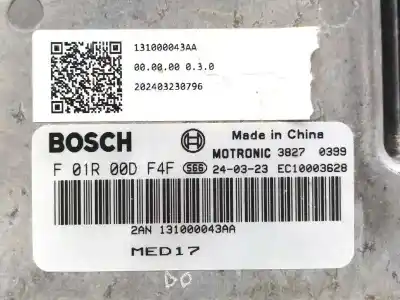 131000043AA
00.00.00 0.3.0
202403230796
BOSCH
Made in China
MOTRONIC 3827 0399
F 01R 00D F4F S6G 24-03-23 EC10003628
2AN 131000043AA
MED17